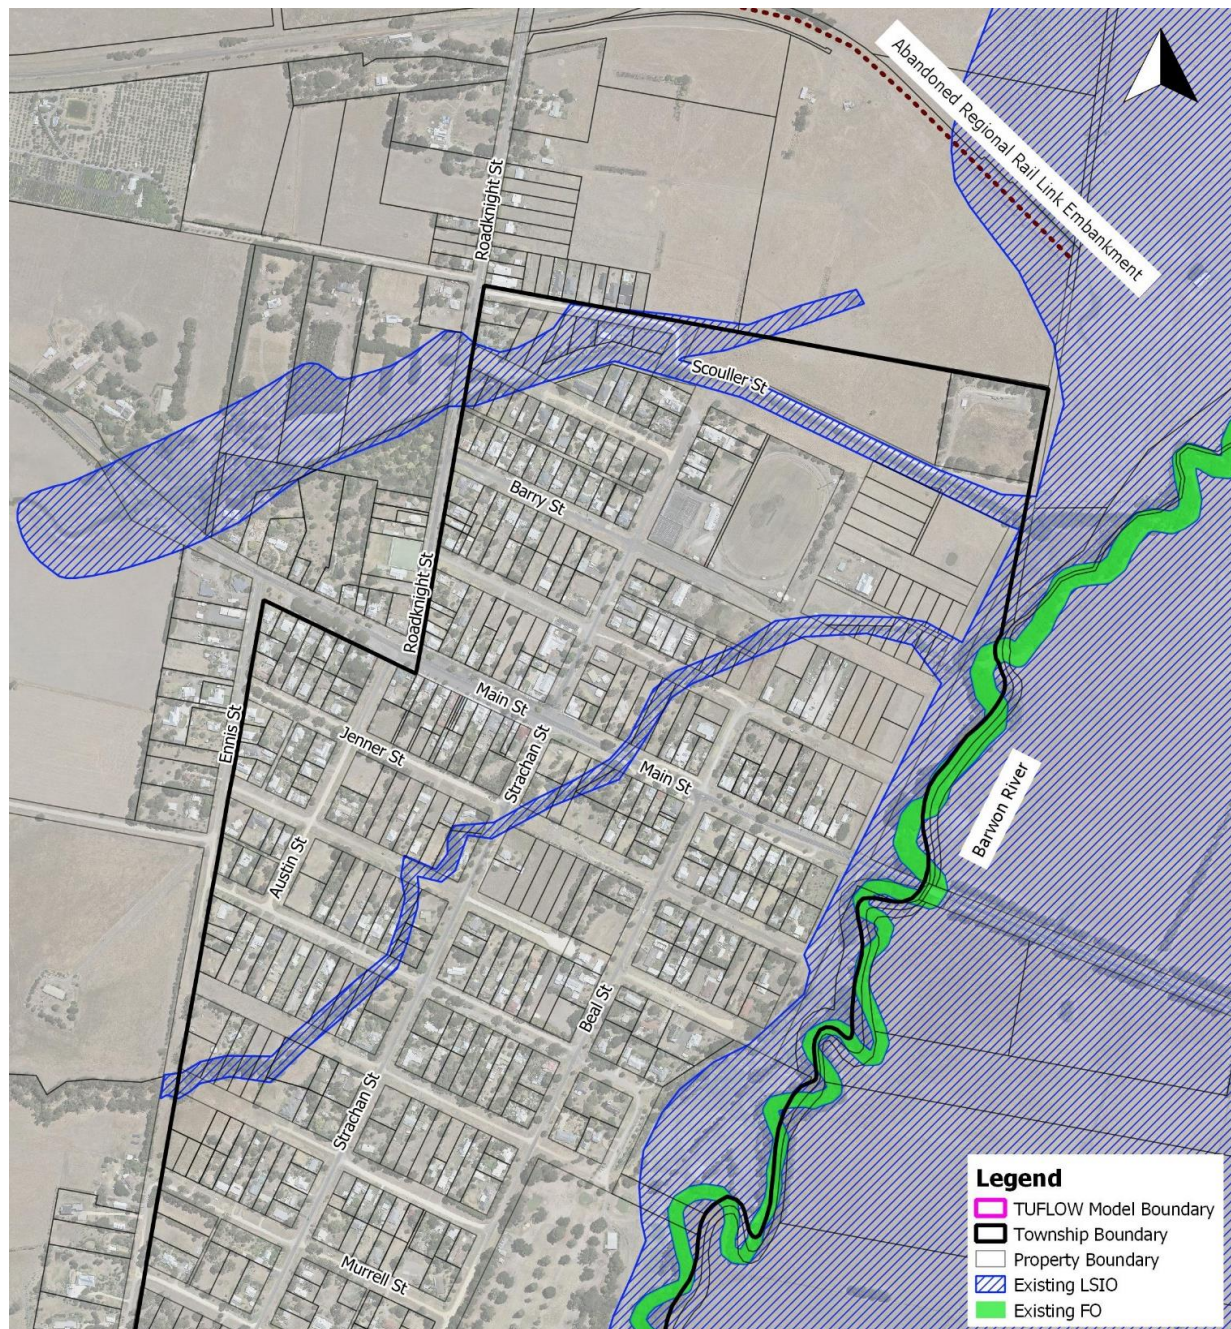 Abandoned Regional Rail Link Embankment
Roadknight St
Scouller St
Barry St
Roadknight St
Main St
Ennis St
Jenner St
Strachan St
Main St
Barwon River
Austin St
Beal St
Strachan St
Murrell St
Legend
TUFLOW Model Boundary
Township Boundary
Property Boundary
Existing LSIO
Existing FO